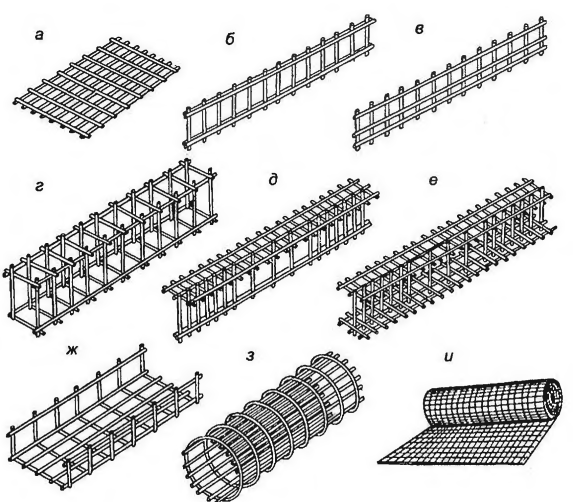 а б в
г д е
ж з и